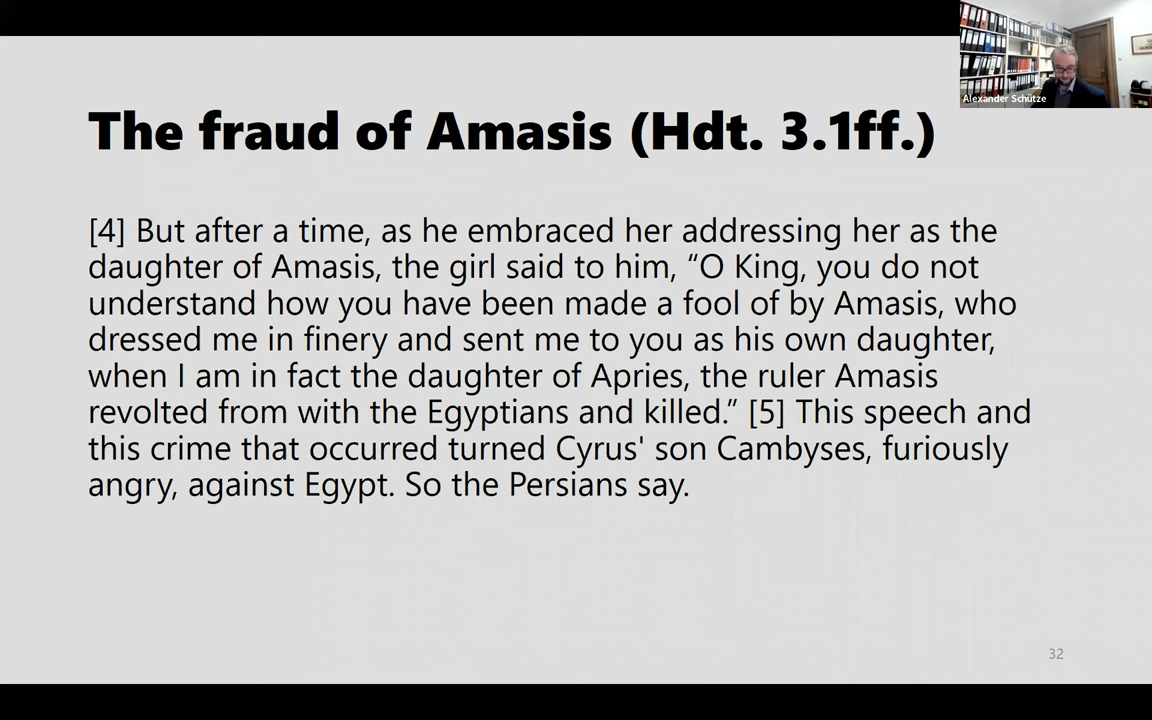 Alexander Schütze
The fraud of Amasis (Hdt. 3.1ff.)
[4] But after a time, as he embraced her addressing her as the
daughter of Amasis, the girl said to him, “O King, you do not
understand how you have been made a fool of by Amasis, who
dressed me in finery and sent me to you as his own daughter,
when I am in fact the daughter of Apries, the ruler Amasis
revolted from with the Egyptians and killed.” [5] This speech and
this crime that occurred turned Cyrus' son Cambyses, furiously
angry, against Egypt. So the Persians say.
32